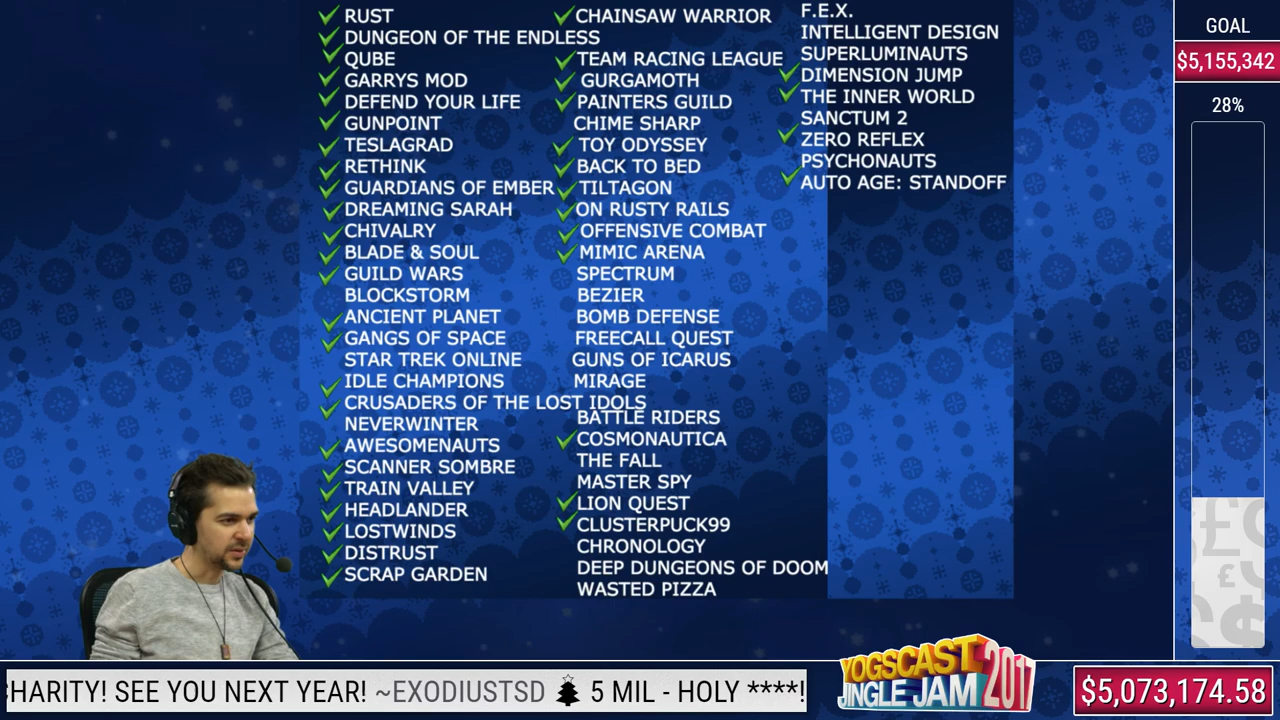 RUST
DUNGEON OF THE ENDLESS
QUBE
GARRYS MOD
DEFEND YOUR LIFE
GUNPOINT
TESLAGRAD
RETHINK
GUARDIANS OF EMBER
DREAMING SARAH
CHIVALRY
BLADE & SOUL
GUILD WARS
BLOCKSTORM
ANCIENT PLANET
GANGS OF SPACE
STAR TREK ONLINE
IDLE CHAMPIONS
CRUSADERS OF THE LOST IDOLS
NEVERWINTER
AWESOMENAUTS
SCANNER SOMBRE
TRAIN VALLEY
HEADLANDER
LOSTWINDS
DISTRUST
SCRAP GARDEN
CHAINSAW WARRIOR
TEAM RACING LEAGUE
GURGAMOTH
PAINTERS GUILD
CHIME SHARP
TOY ODYSSEY
BACK TO BED
TILTAGON
ON RUSTY RAILS
OFFENSIVE COMBAT
MIMIC ARENA
SPECTRUM
BEZIER
BOMB DEFENSE
FREECALL QUEST
GUNS OF ICARUS
MIRAGE
BATTLE RIDERS
COSMONAUTICA
THE FALL
MASTER SPY
LION QUEST
CLUSTERPUCK99
CHRONOLOGY
DEEP DUNGEONS OF DOOM
WASTED PIZZA
F.E.X.
INTELLIGENT DESIGN
SUPERLUMINAUTS
DIMENSION JUMP
THE INNER WORLD
SANCTUM 2
ZERO REFLEX
PSYCHONAUTS
AUTO AGE: STANDOFF
GOAL
$5,155,342
28%
HARITY! SEE YOU NEXT YEAR! ~EXODIUSTSD 🎄 5 MIL - HOLY ****!
YOGSCAST
JINGLE JAM 2017
$5,073,174.58